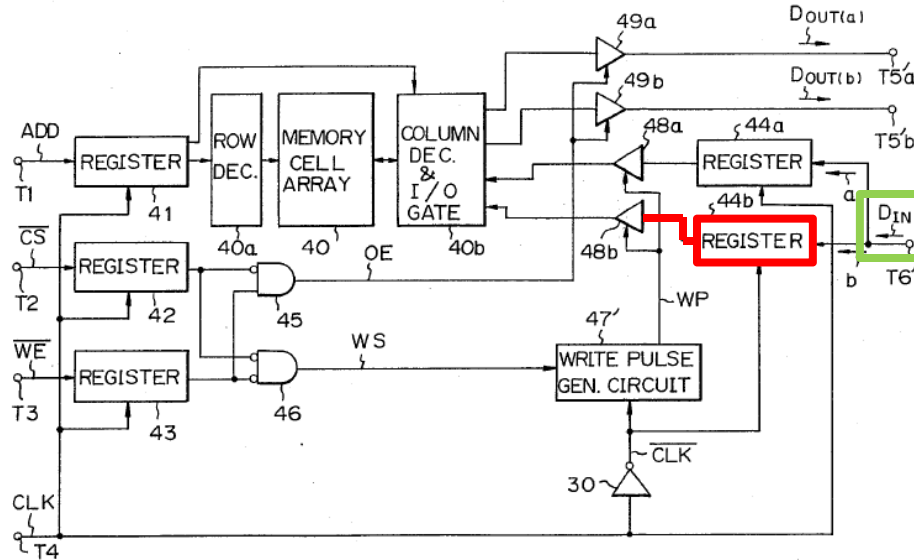 49a
DOUT(a)
T5'a
49b
DOUT(b)
T5'b
ADD
REGISTER
T1
41
ROW
DEC.
40a
MEMORY
CELL
ARRAY
40
COLUMN
DEC.
&
I/O
GATE
40b
48a
44a
REGISTER
a
44b
48b
REGISTER
DIN
b
T6'
CS
REGISTER
T2
42
OE
45
WP
WE
REGISTER
T3
43
WS
46
47'
WRITE PULSE
GEN. CIRCUIT
CLK
30
CLK
T4